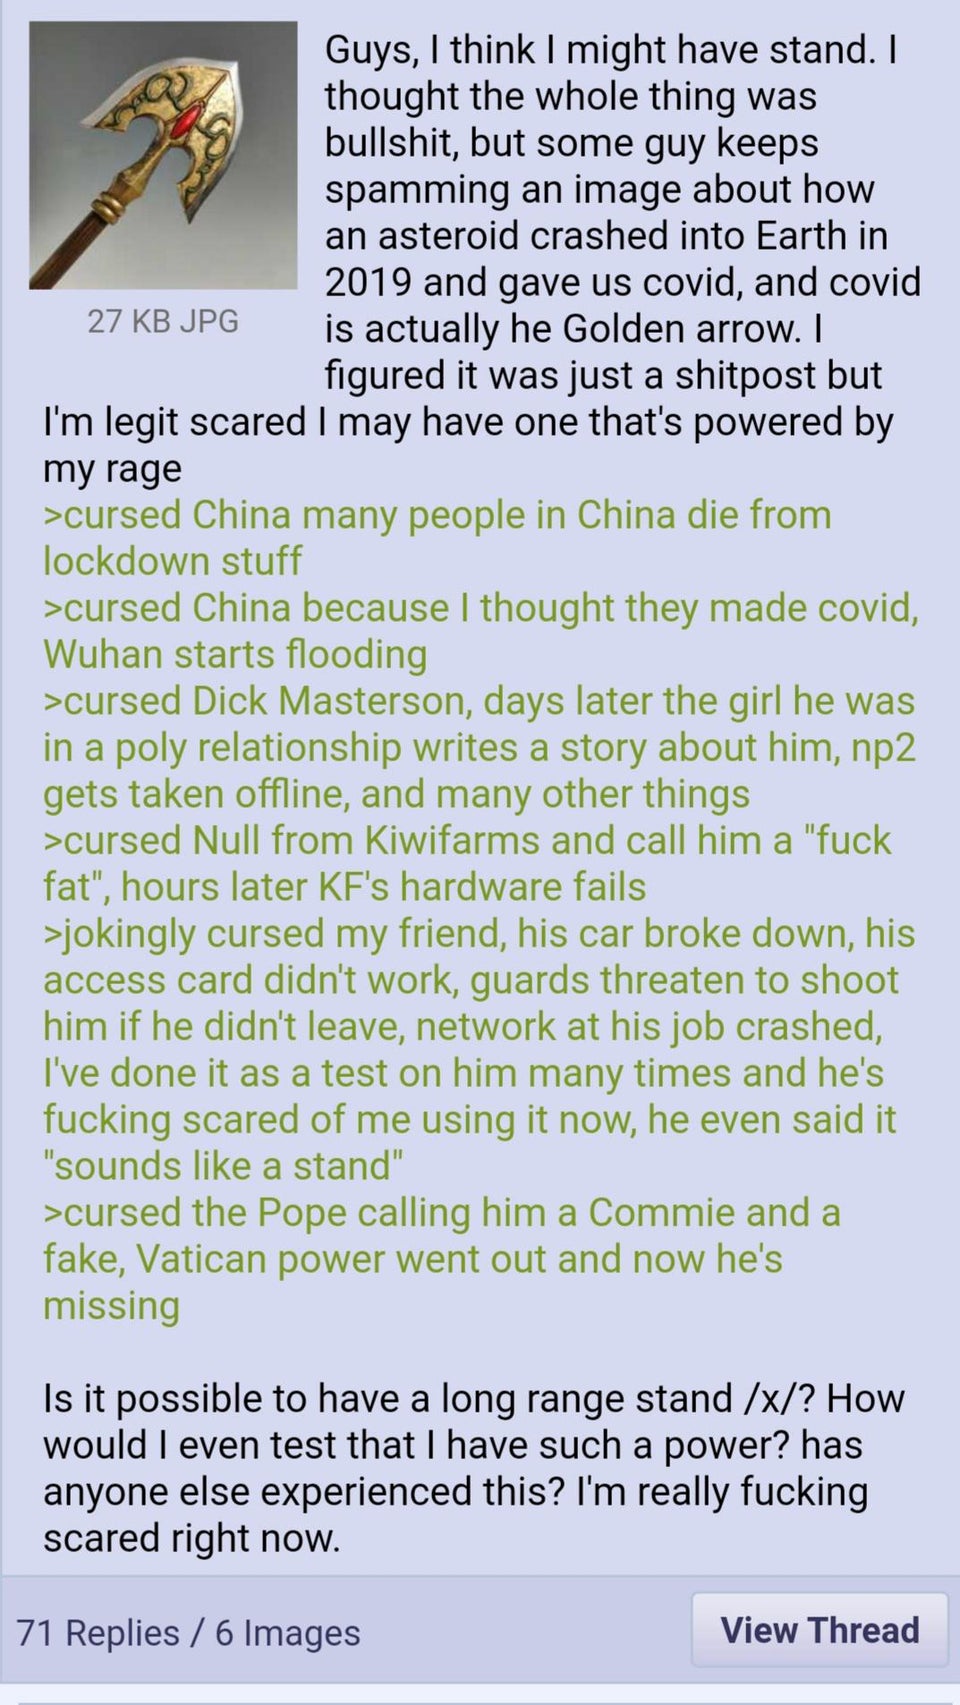 Guys, I think I might have stand. I
thought the whole thing was
bullshit, but some guy keeps
spamming an image about how
an asteroid crashed into Earth in
2019 and gave us covid, and covid
is actually he Golden arrow. I
figured it was just a shitpost but
27 KB JPG
I'm legit scared I may have one that's powered by
my rage
>cursed China many people in China die from
lockdown stuff
>cursed China because I thought they made covid,
Wuhan starts flooding
>cursed Dick Masterson, days later the girl he was
in a poly relationship writes a story about him, np2
gets taken offline, and many other things
>cursed Null from Kiwifarms and call him a "fuck
fat", hours later KF's hardware fails
>jokingly cursed my friend, his car broke down, his
access card didn't work, guards threaten to shoot
him if he didn't leave, network at his job crashed,
I've done it as a test on him many times and he's
fucking scared of me using it now, he even said it
"sounds like a stand"
>cursed the Pope calling him a Commie and a
fake, Vatican power went out and now he's
missing
Is it possible to have a long range stand /x/? How
would I even test that I have such a power? has
anyone else experienced this? I'm really fucking
scared right now.
71 Replies / 6 Images
View Thread